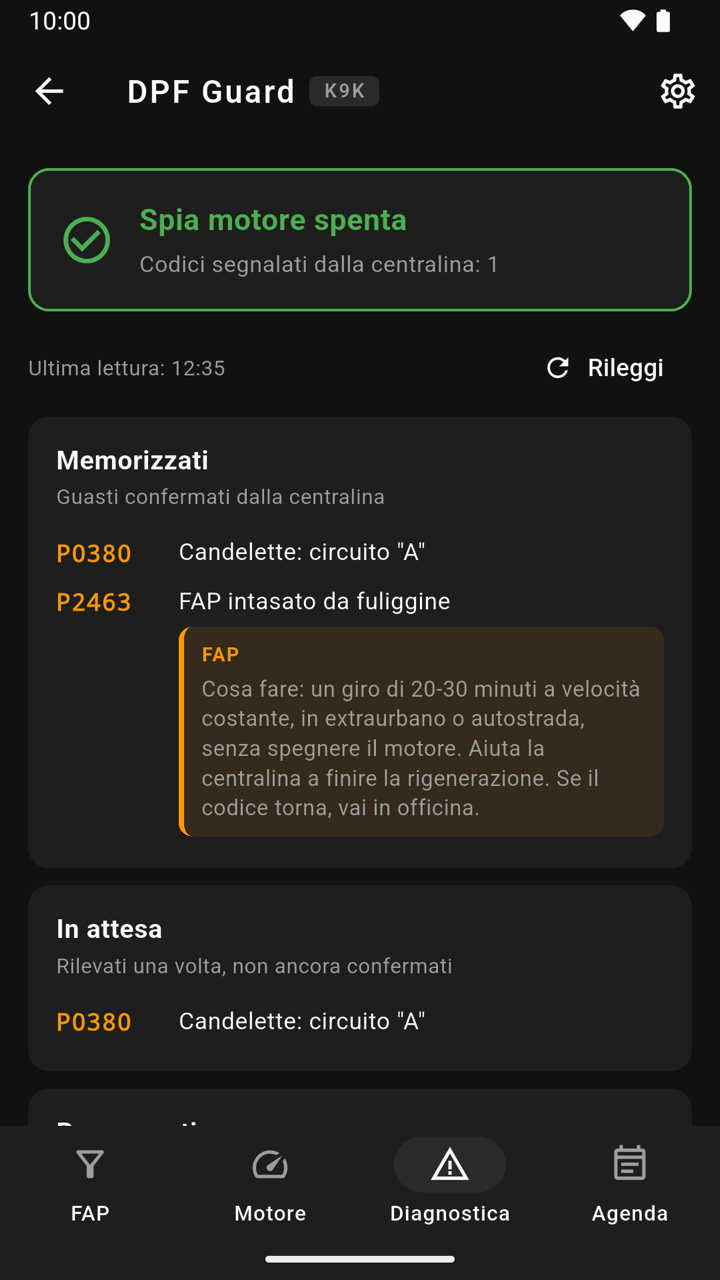 10:00
DPF Guard K9K
Spia motore spenta
Codici segnalati dalla centralina: 1
Ultima lettura: 12:35 Rileggi
Memorizzati
Guasti confermati dalla centralina
P0380 Candelette: circuito "A"
P2463 FAP intasato da fuliggine
FAP
Cosa fare: un giro di 20-30 minuti a velocità
costante, in extraurbano o autostrada,
senza spegnere il motore. Aiuta la
centralina a finire la rigenerazione. Se il
codice torna, vai in officina.
In attesa
Rilevati una volta, non ancora confermati
P0380 Candelette: circuito "A"
FAP Motore Diagnostica Agenda